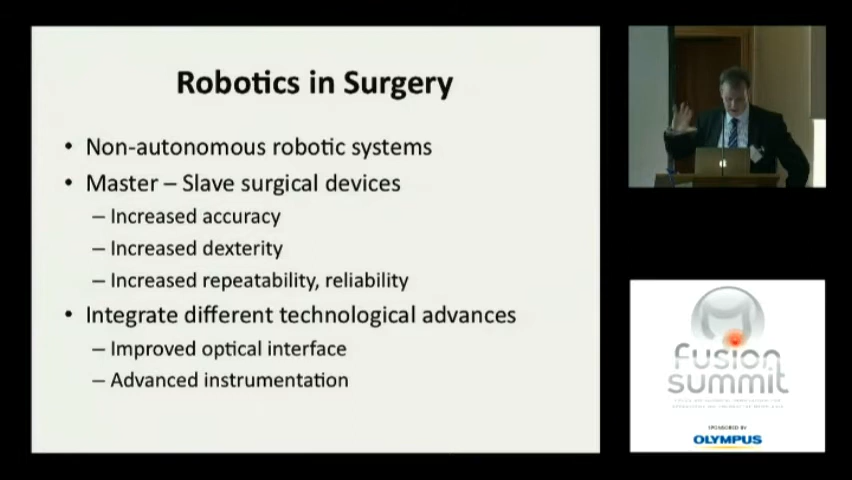 Robotics in Surgery
• Non-autonomous robotic systems
• Master – Slave surgical devices
– Increased accuracy
– Increased dexterity
– Increased repeatability, reliability
• Integrate different technological advances
– Improved optical interface
– Advanced instrumentation
fusion
summit
SPONSORED BY
OLYMPUS